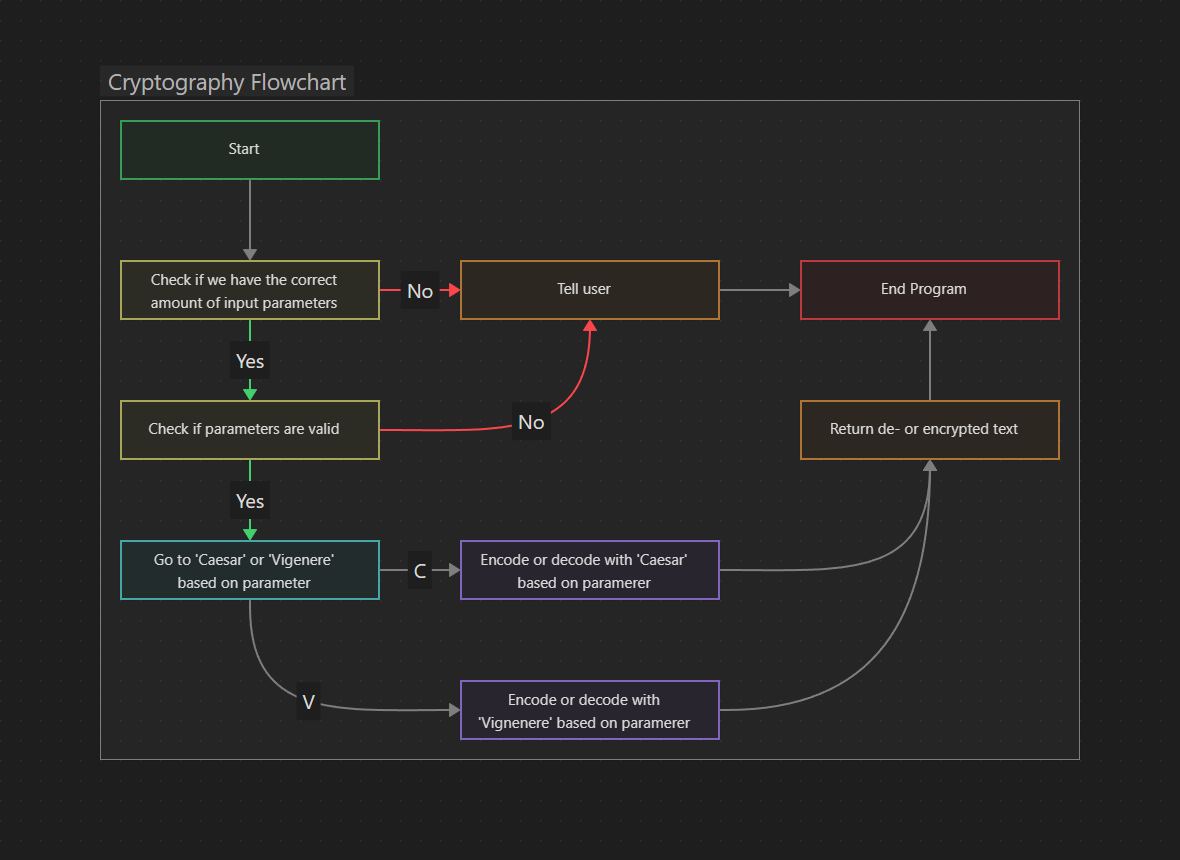 Cryptography Flowchart
Start
Check if we have the correct
amount of input parameters
No
Tell user
End Program
Yes
Check if parameters are valid
No
Return de- or encrypted text
Yes
Go to 'Caesar' or 'Vigenere'
based on parameter
C
Encode or decode with 'Caesar'
based on paramerer
V
Encode or decode with
'Vignenere' based on paramerer